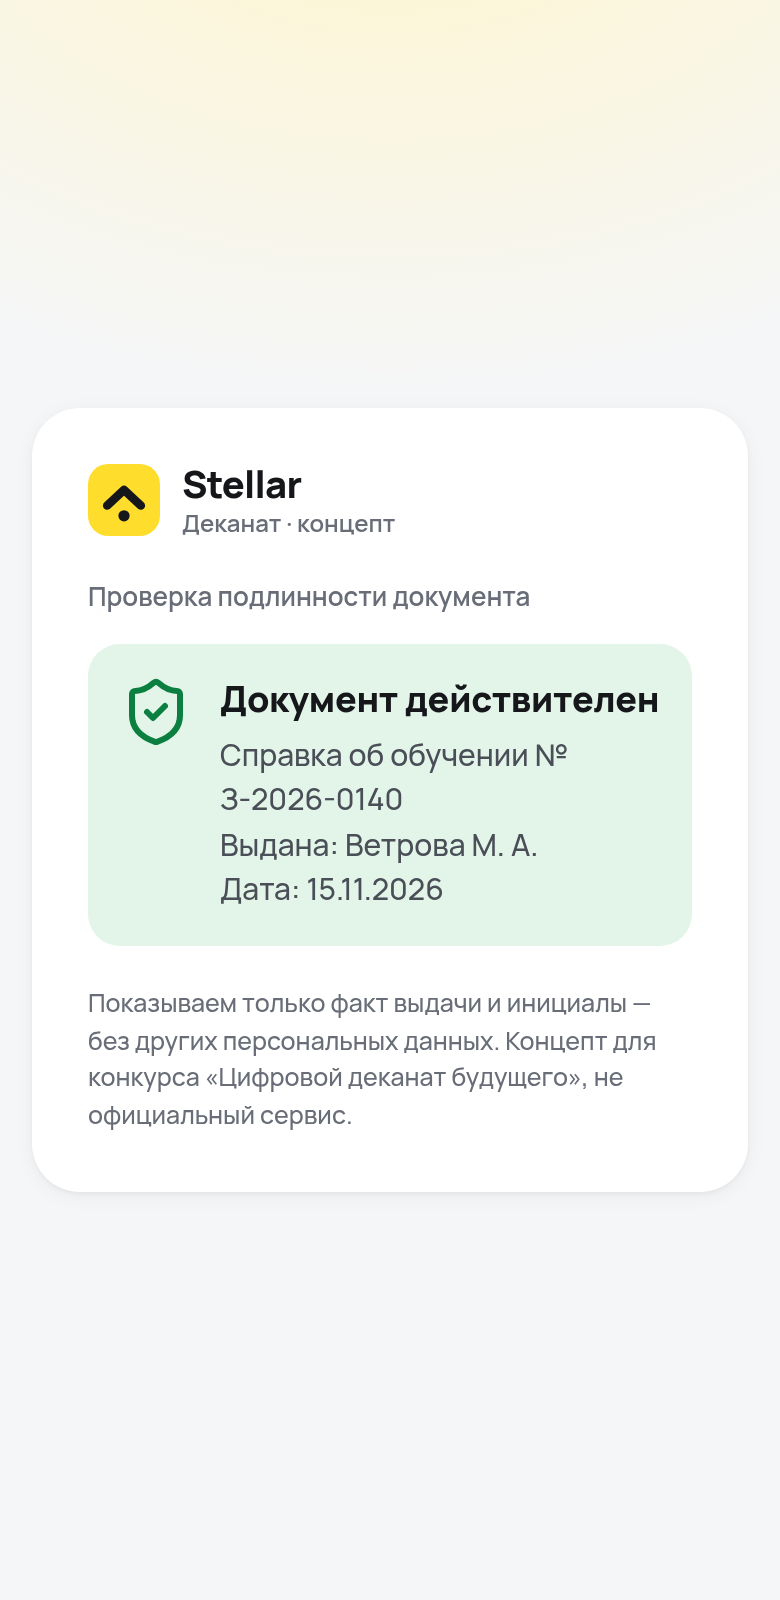 Stellar
Деканат · концепт
Проверка подлинности документа
Документ действителен
Справка об обучении №
З-2026-0140
Выдана: Ветрова М. А.
Дата: 15.11.2026
Показываем только факт выдачи и инициалы —
без других персональных данных. Концепт для
конкурса «Цифровой деканат будущего», не
официальный сервис.